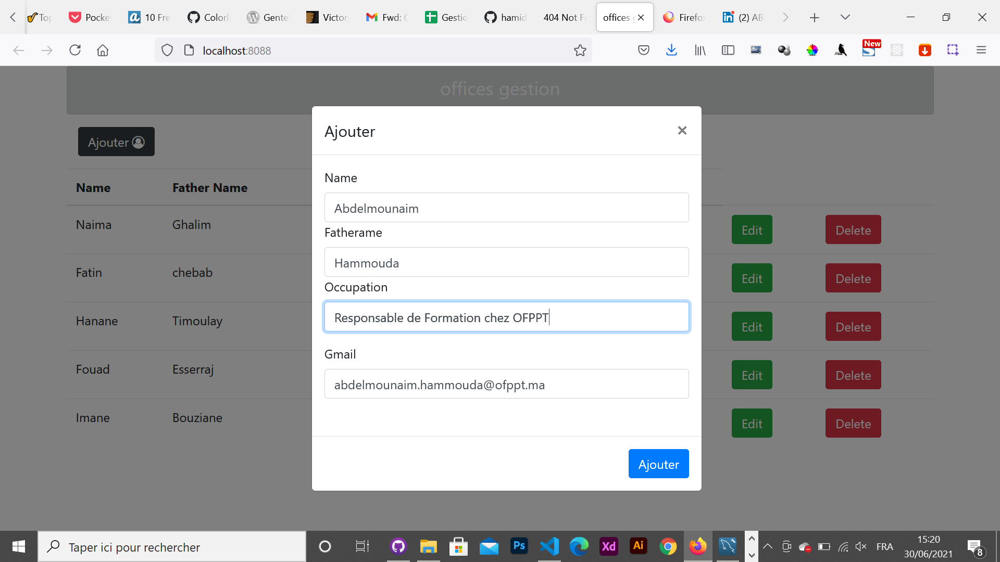 Top
Pocke
10 Fre
Colorli
Gente
Victor
Fwd: C
Gestio
hamid
404 Not F
offices g
Firefo
(2) AB
localhost:8088
New
offices gestion
Ajouter
Name
Father Name
Naima
Ghalim
Edit
Delete
Fatin
chebab
Edit
Delete
Hanane
Timoulay
Edit
Delete
Fouad
Esserraj
Edit
Delete
Imane
Bouziane
Edit
Delete
Ajouter
×
Name
Abdelmounaim
Fatherame
Hammouda
Occupation
Responsable de Formation chez OFPPT
Gmail
abdelmounaim.hammouda@ofppt.ma
Ajouter
Taper ici pour rechercher
Ps
Xd
Ai
FRA
15:20
30/06/2021
8